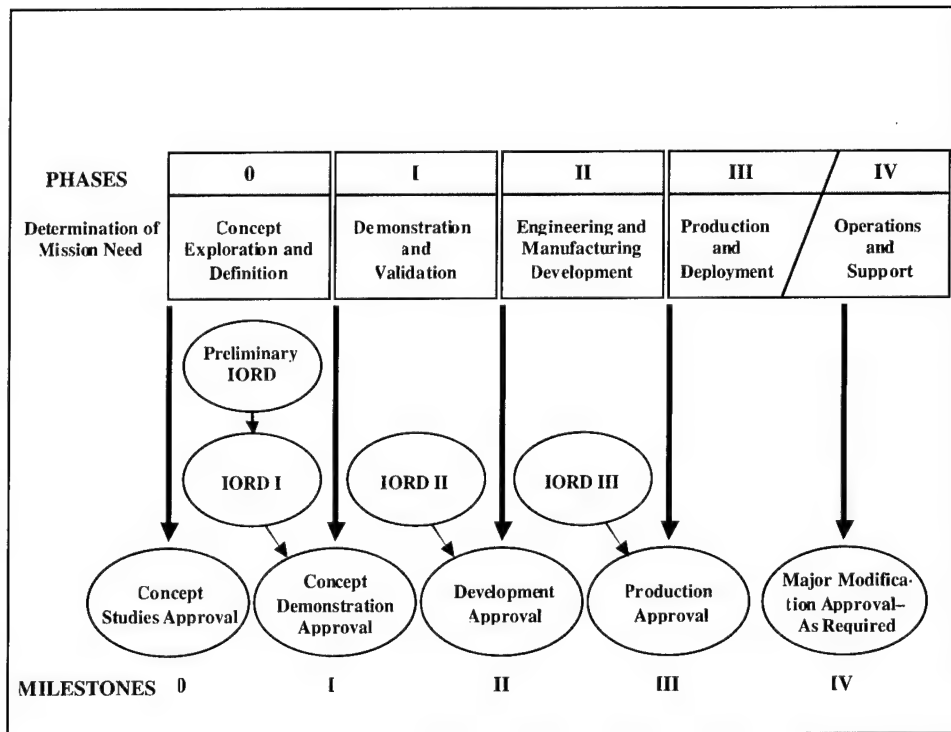 PHASES
0
I
II
III
IV
Determination of
Mission Need
Concept
Exploration and
Definition
Demonstration
and
Validation
Engineering and
Manufacturing
Development
Production
and
Deployment
Operations
and
Support
Preliminary
IORD
IORD I
IORD II
IORD III
Concept
Studies Approval
Concept
Demonstration
Approval
Development
Approval
Production
Approval
Major Modifica-
tion Approval--
As Required
MILESTONES
0
I
II
III
IV